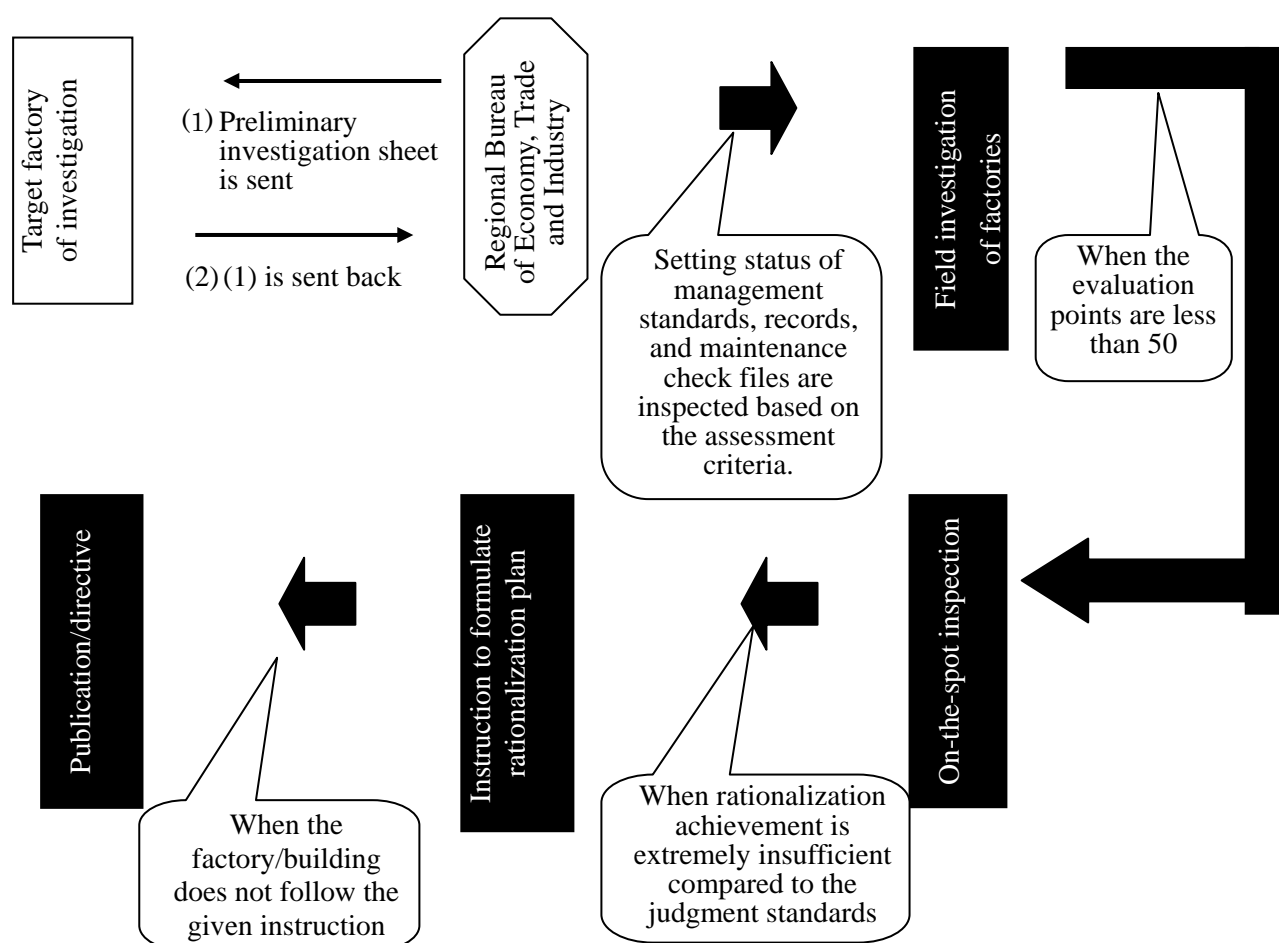 Target factory
of investigation
(1) Preliminary
investigation sheet
is sent
(2) (1) is sent back
Regional Bureau
of Economy, Trade
and Industry
Setting status of
management
standards, records,
and maintenance
check files are
inspected based on
the assessment
criteria.
Field investigation
of factories
When the
evaluation
points are less
than 50
On-the-spot inspection
When rationalization
achievement is
extremely insufficient
compared to the
judgment standards
Instruction to formulate
rationalization plan
When the
factory/building
does not follow the
given instruction
Publication/directive